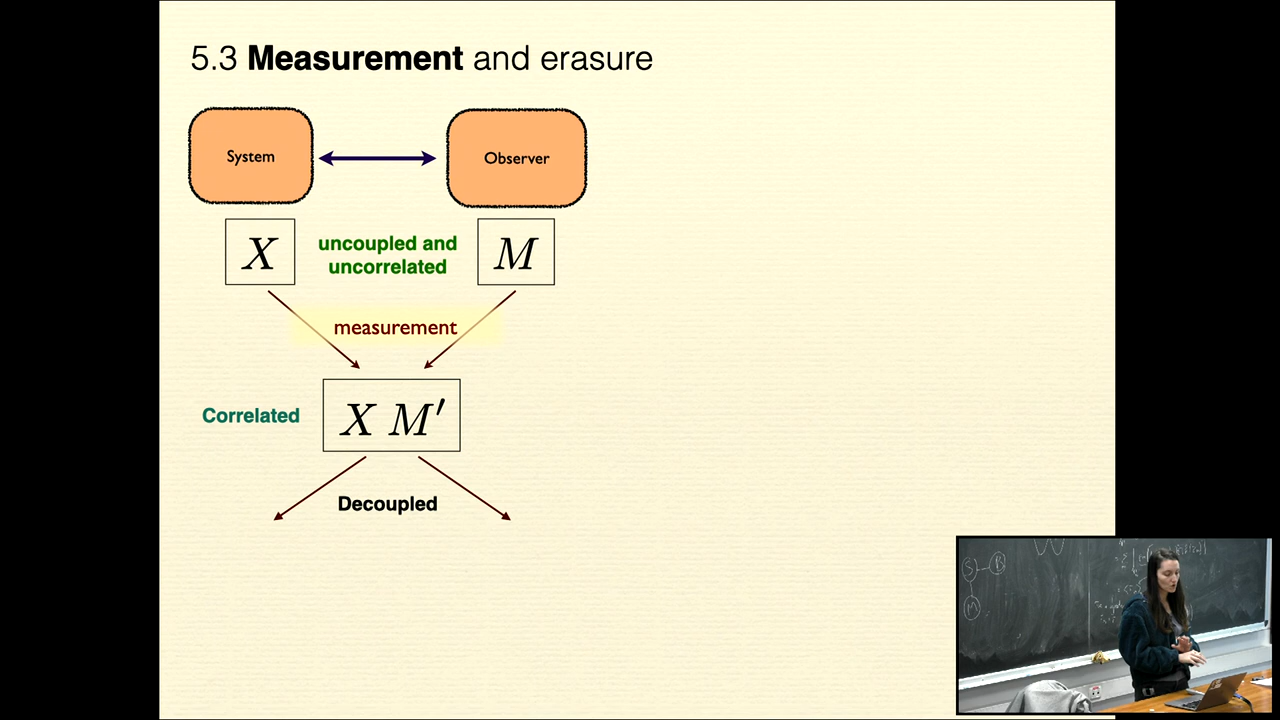 5.3 Measurement and erasure
System
Observer
X
uncoupled and
uncorrelated
M
measurement
Correlated
X M′
Decoupled
S
B
M